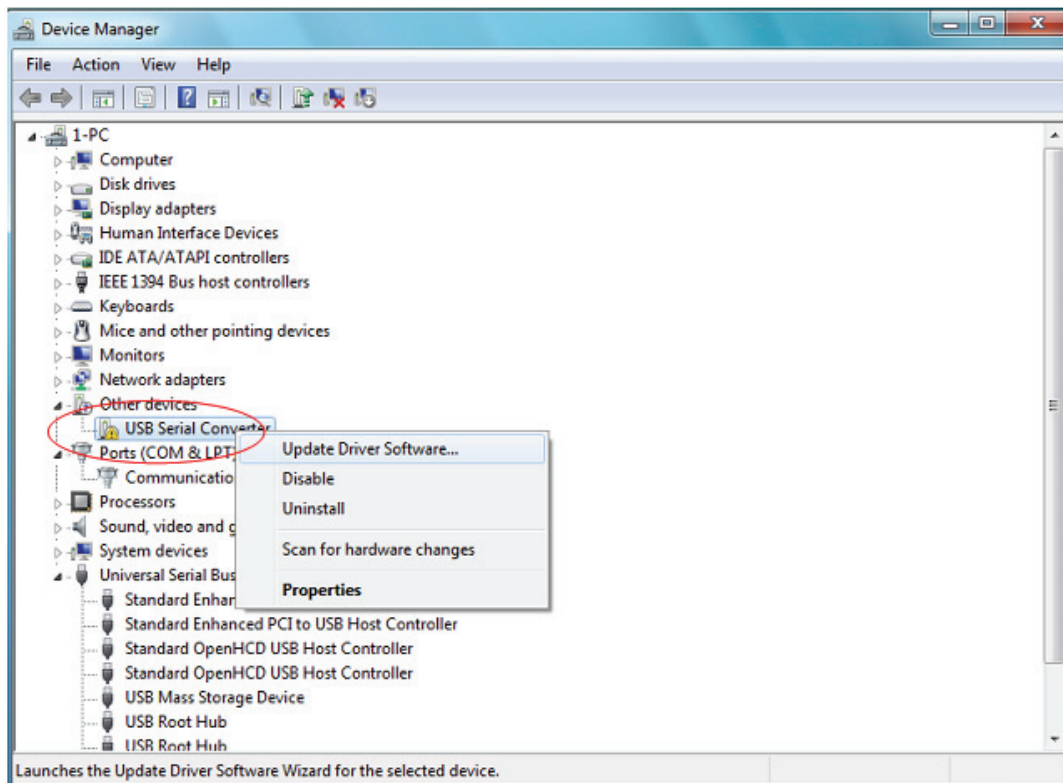 Device Manager
File Action View Help
1-PC
Computer
Disk drives
Display adapters
Human Interface Devices
IDE ATA/ATAPI controllers
IEEE 1394 Bus host controllers
Keyboards
Mice and other pointing devices
Monitors
Network adapters
Other devices
USB Serial Converter
Update Driver Software...
Ports (COM & LPT)
Disable
Communicatio
Uninstall
Processors
Sound, video and g
Scan for hardware changes
System devices
Universal Serial Bus
Properties
Standard Enhan
Standard Enhanced PCI to USB Host Controller
Standard OpenHCD USB Host Controller
Standard OpenHCD USB Host Controller
USB Mass Storage Device
USB Root Hub
USB Root Hub
Launches the Update Driver Software Wizard for the selected device.